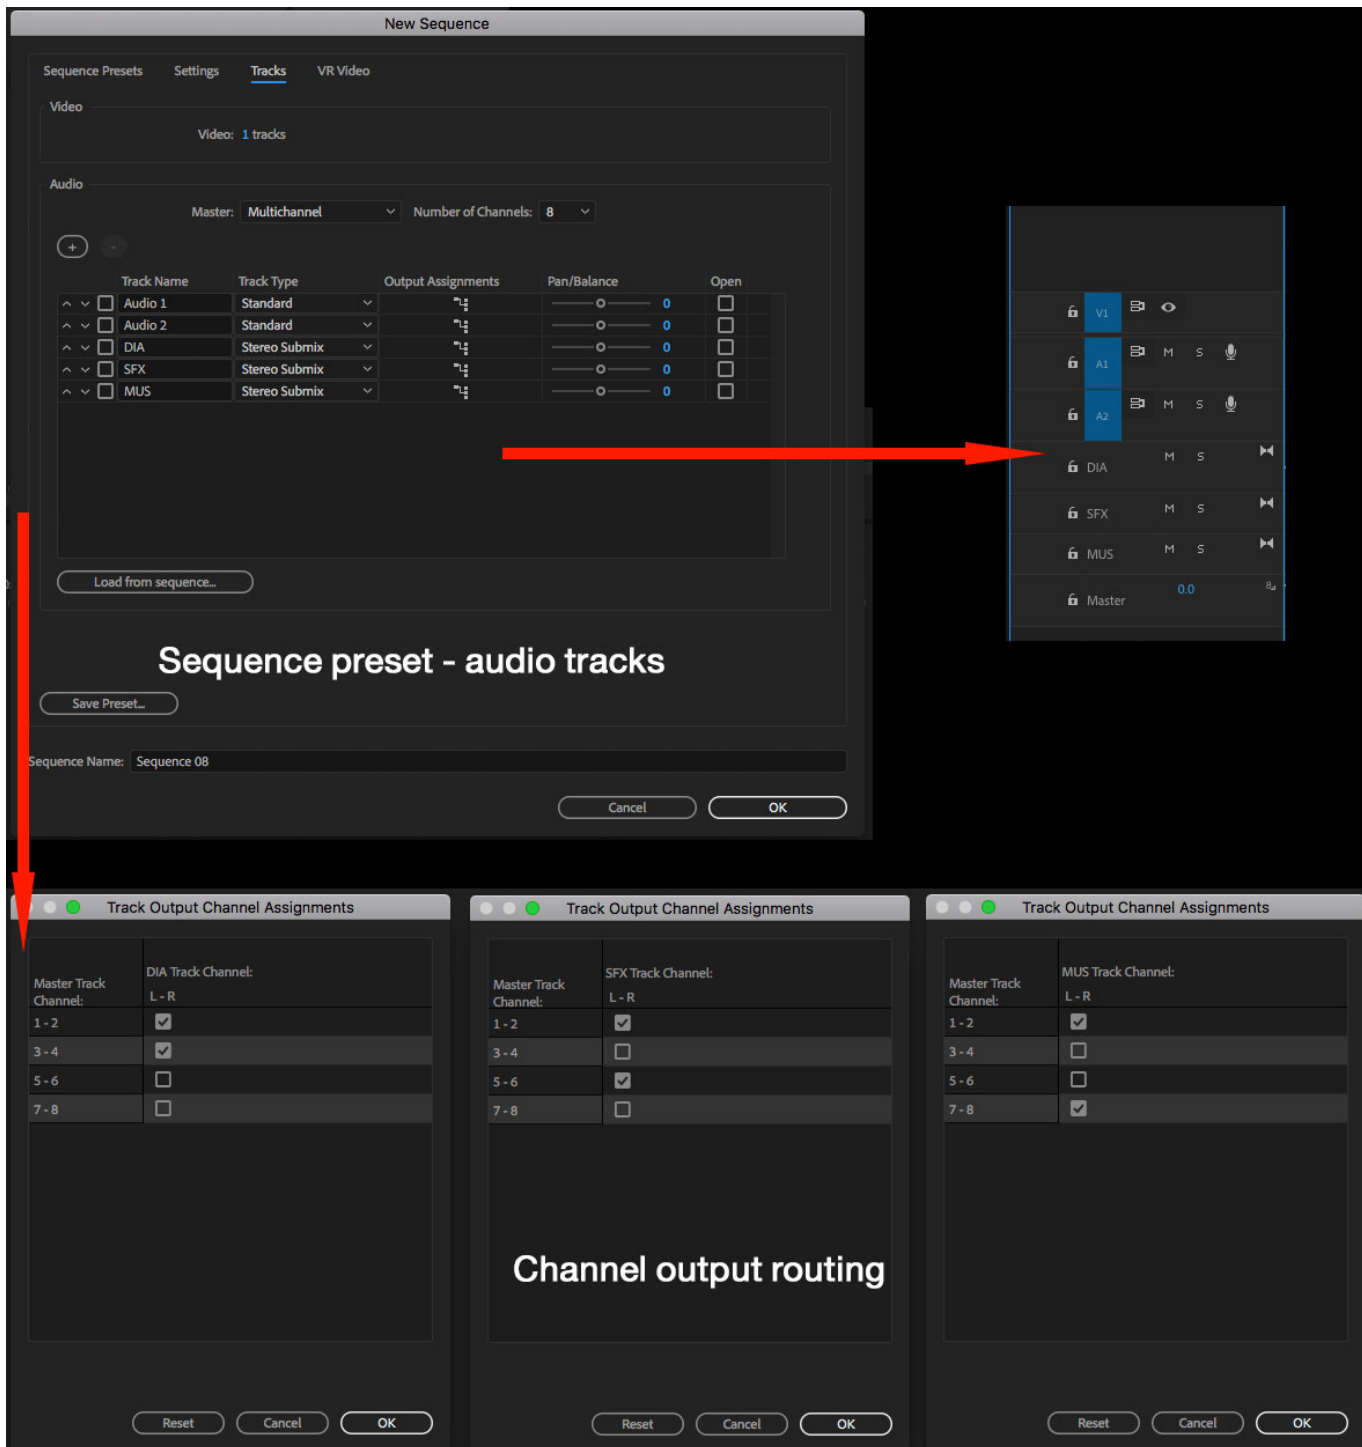 New Sequence
Sequence Presets Settings Tracks VR Video
Video
Video: 1 tracks
Audio
Master: Multichannel Number of Channels: 8
+ -
Track Name Track Type Output Assignments Pan/Balance Open
Audio 1 Standard 0
Audio 2 Standard 0
DIA Stereo Submix 0
SFX Stereo Submix 0
MUS Stereo Submix 0
Load from sequence...
Sequence preset - audio tracks
Save Preset...
Sequence Name: Sequence 08
Cancel OK
V1
A1 M S
A2 M S
DIA M S
SFX M S
MUS M S
Master 0.0 8
Track Output Channel Assignments
Master Track Channel:
DIA Track Channel:
L - R
1 - 2
3 - 4
5 - 6
7 - 8
Reset Cancel OK
Track Output Channel Assignments
Master Track Channel:
SFX Track Channel:
L - R
1 - 2
3 - 4
5 - 6
7 - 8
Channel output routing
Reset Cancel OK
Track Output Channel Assignments
Master Track Channel:
MUS Track Channel:
L - R
1 - 2
3 - 4
5 - 6
7 - 8
Reset Cancel OK